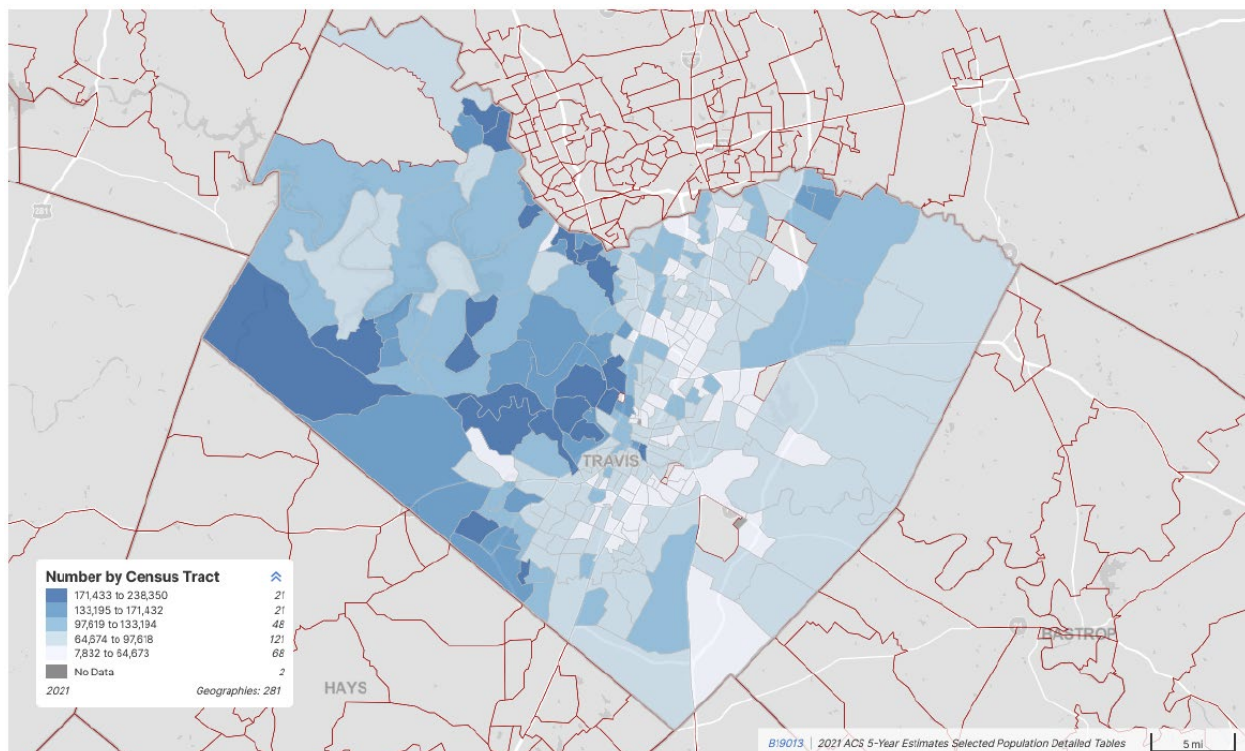 281
TRAVIS
Number by Census Tract
171,433 to 238,350 21
133,195 to 171,432 21
97,619 to 133,194 48
64,674 to 97,618 121
7,832 to 64,673 68
No Data 2
2021 Geographies: 281
HAYS
BASTROP
B19013 | 2021 ACS 5-Year Estimates Selected Population Detailed Tables 5 mi